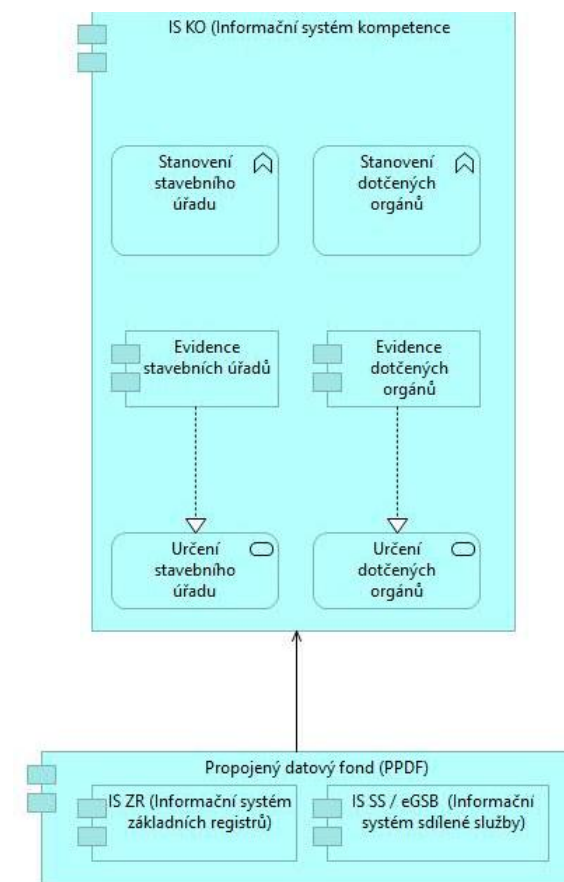 IS KO (Informační systém kompetence
Stanovení
stavebního
úřadu
Stanovení
dotčených
orgánů
Evidence
stavebních úřadů
Evidence
dotčených
orgánů
Určení
stavebního
úřadu
Určení
dotčených
orgánů
Propojený datový fond (PPDF)
IS ZR (Informační systém
základních registrů)
IS SS / eGSB (Informační
systém sdílené služby)